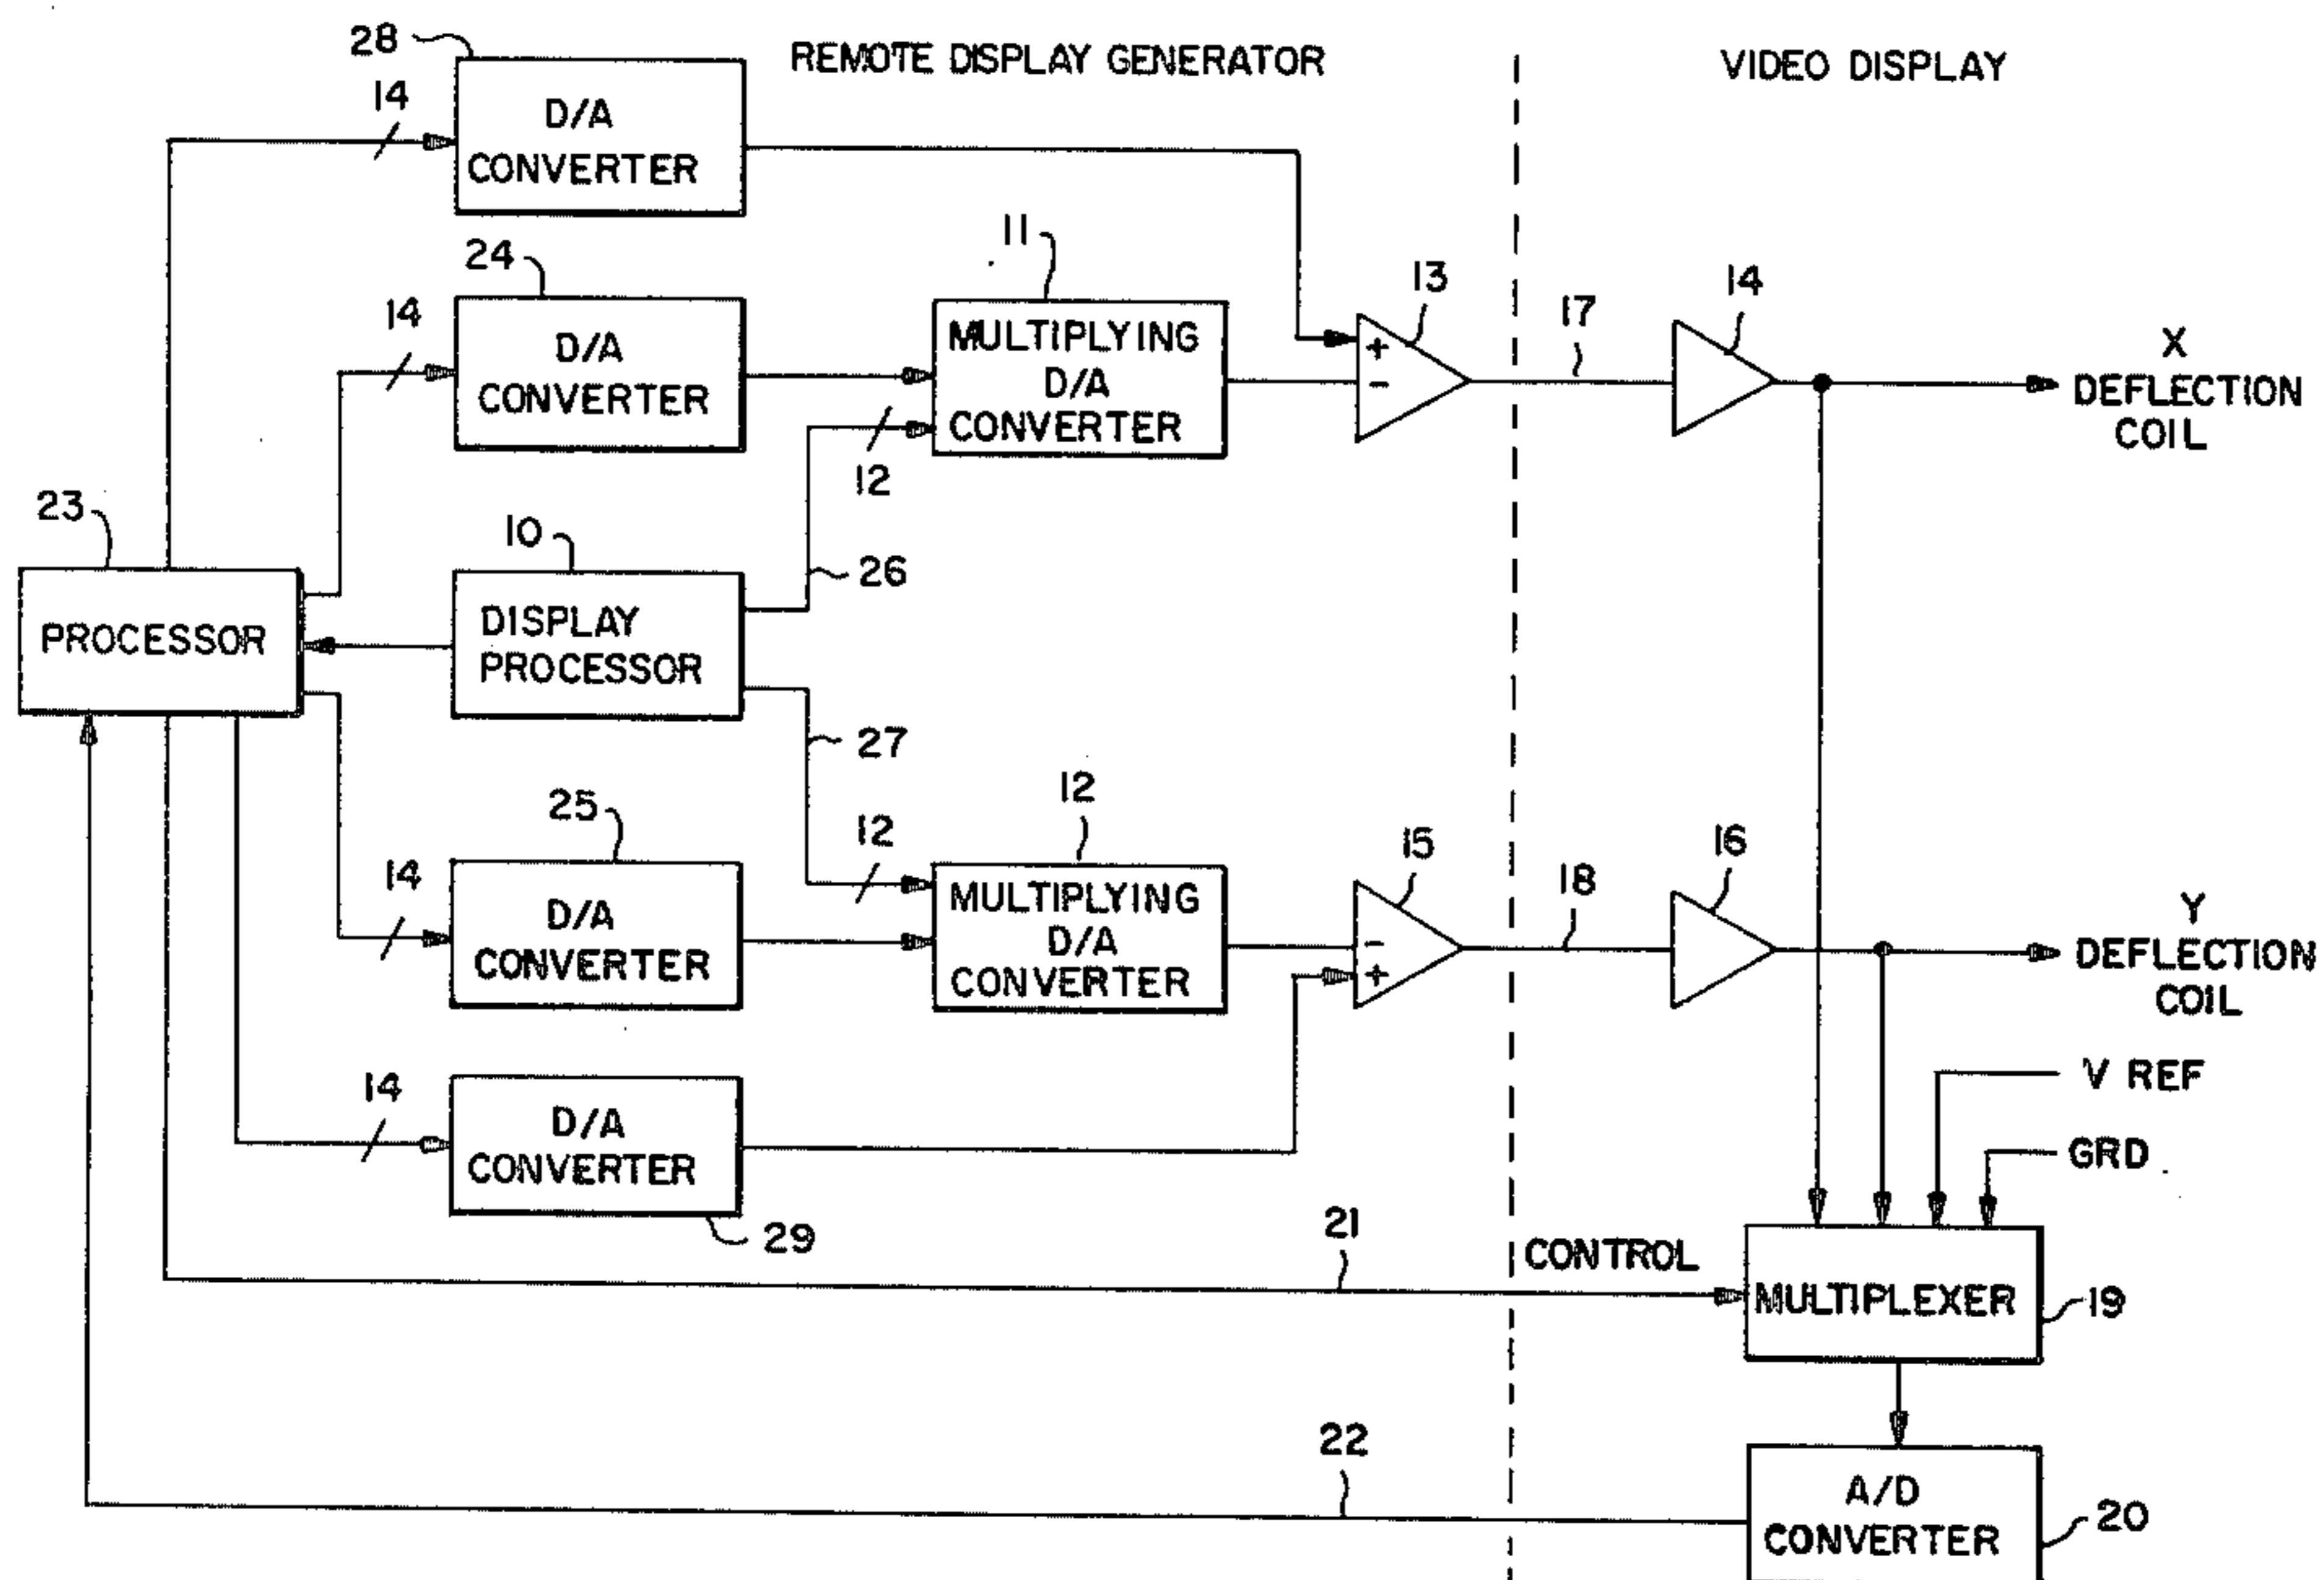 28
REMOTE DISPLAY GENERATOR
VIDEO DISPLAY
14
D/A
CONVERTER
24
11
13
14
17
14
D/A
CONVERTER
MULTIPLYING
D/A
CONVERTER
+
−
X
DEFLECTION
COIL
12
23
10
26
PROCESSOR
DISPLAY
PROCESSOR
27
25
12
12
15
16
14
18
D/A
CONVERTER
MULTIPLYING
D/A
CONVERTER
−
+
Y
DEFLECTION
COIL
14
V REF
D/A
CONVERTER
GRD
29
21
CONTROL
MULTIPLEXER
19
22
A/D
CONVERTER
20